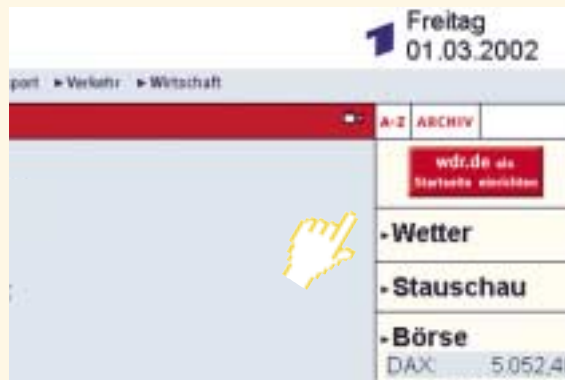 Freitag
01.03.2002
port ►Verkehr ►Wirtschaft
A-Z ARCHIV
wdr.de als
Startseite einrichten
Wetter
Stauschau
Börse
DAX: 5.052,4